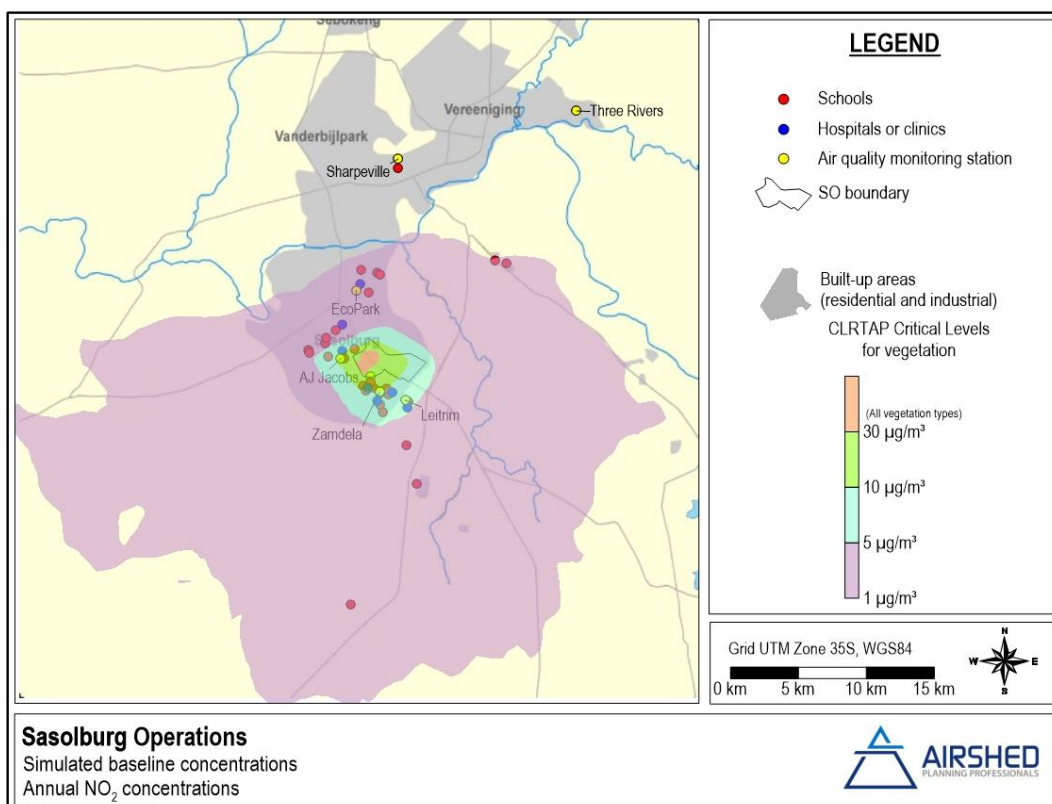 Sebokeng
Vereeniging
Three Rivers
Vanderbijlpark
Sharpeville
EcoPark
Sasolburg
AJ Jacobs
Leitrim
Zamdela
LEGEND
Schools
Hospitals or clinics
Air quality monitoring station
SO boundary
Built-up areas
(residential and industrial)
CLRTAP Critical Levels
for vegetation
(All vegetation types)
30 µg/m³
10 µg/m³
5 µg/m³
1 µg/m³
Grid UTM Zone 35S, WGS84
N
W E
S
0 km 5 km 10 km 15 km
Sasolburg Operations
Simulated baseline concentrations
Annual NO₂ concentrations
AIRSHED
PLANNING PROFESSIONALS